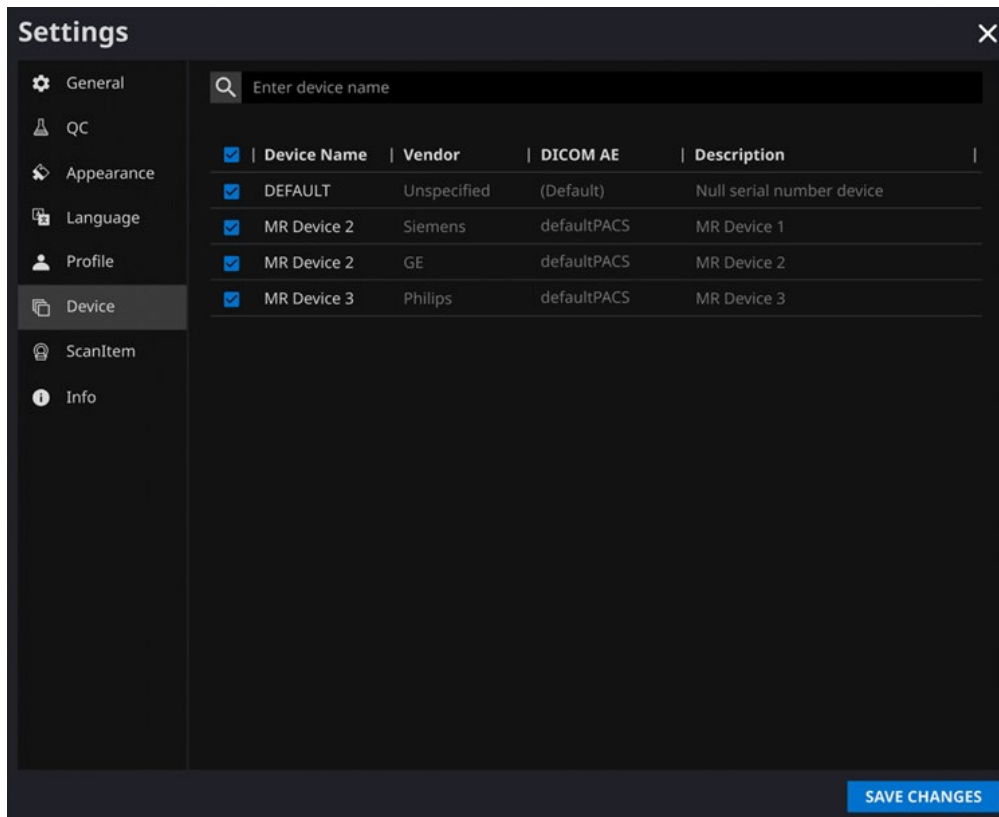 Settings
General
QC
Appearance
Language
Profile
Device
ScanItem
Info
Enter device name
Device Name | Vendor | DICOM AE | Description
DEFAULT Unspecified (Default) Null serial number device
MR Device 2 Siemens defaultPACS MR Device 1
MR Device 2 GE defaultPACS MR Device 2
MR Device 3 Philips defaultPACS MR Device 3
SAVE CHANGES